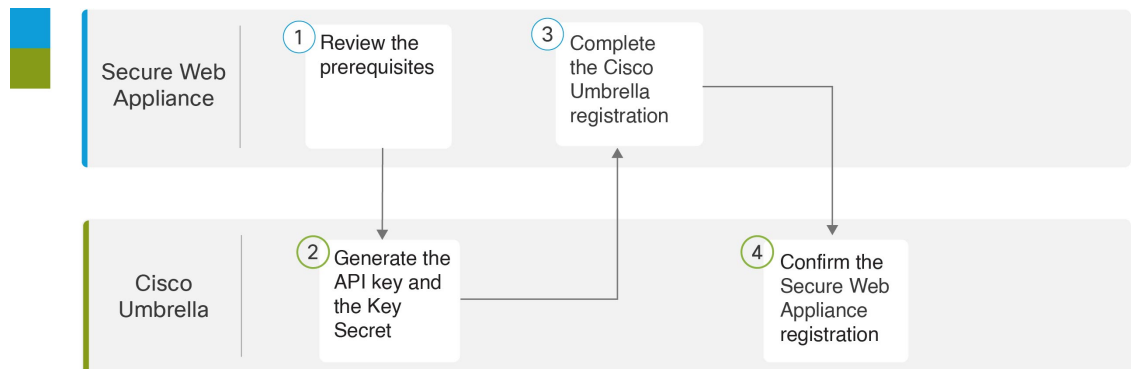 Secure Web
Appliance
1
Review the
prerequisites
3
Complete
the Cisco
Umbrella
registration
Cisco
Umbrella
2
Generate the
API key and
the Key
Secret
4
Confirm the
Secure Web
Appliance
registration